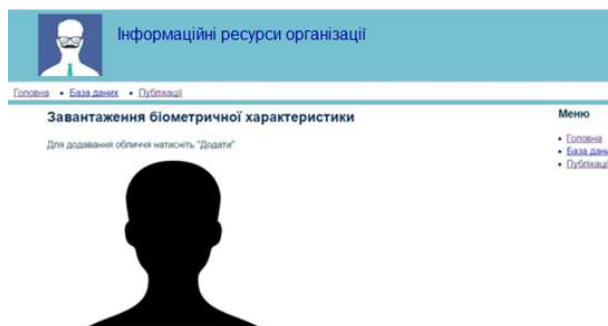 Інформаційні ресурси організації
Головна • База даних • Публікації
Завантаження біометричної характеристики
Для додавання обличчя натисніть "Додати"
Меню
• Головна
• База дани
• Публікаці